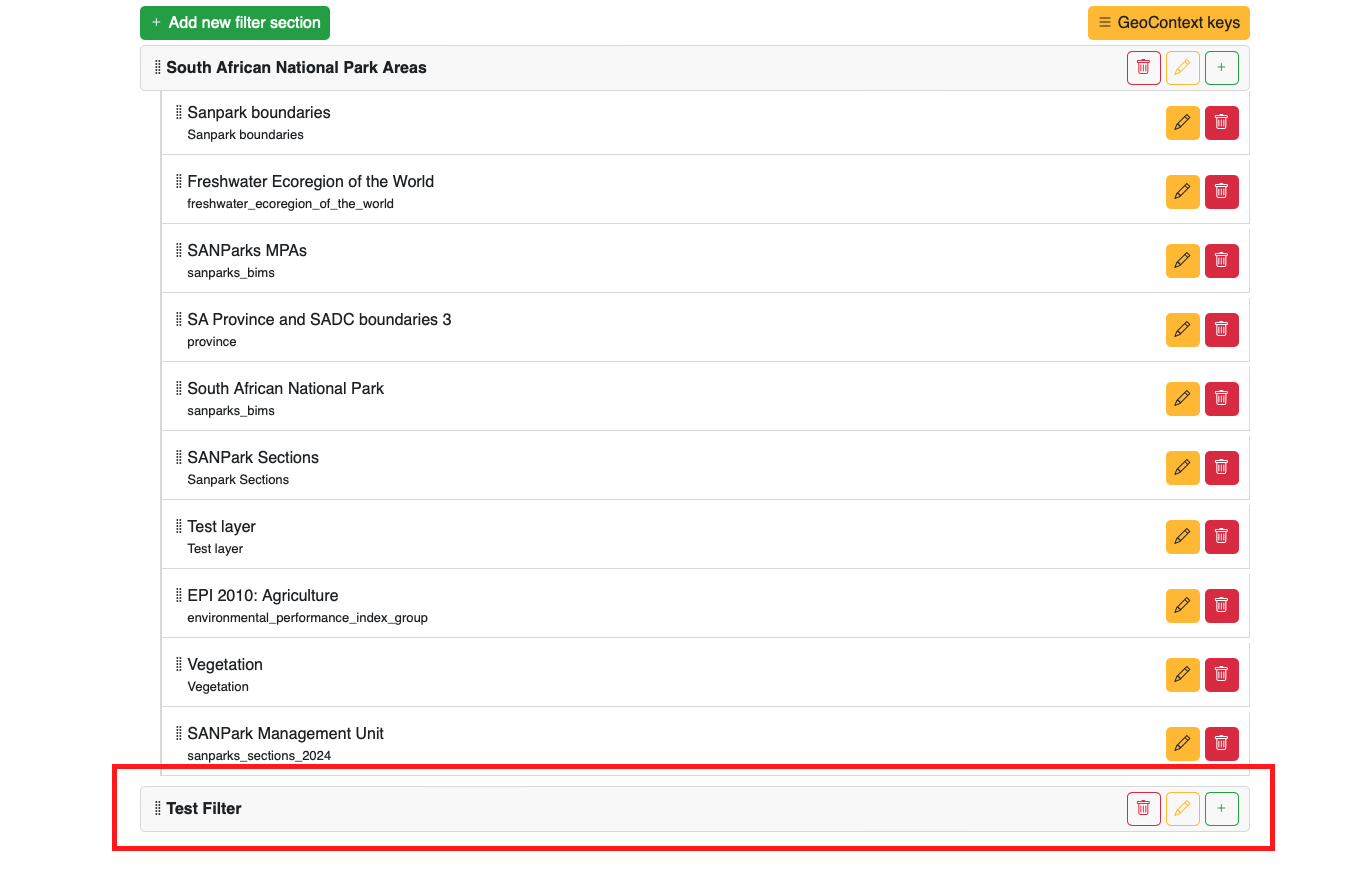 + Add new filter section
GeoContext keys
South African National Park Areas
Sanpark boundaries
Sanpark boundaries
Freshwater Ecoregion of the World
freshwater_ecoregion_of_the_world
SANParks MPAs
sanparks_bims
SA Province and SADC boundaries 3
province
South African National Park
sanparks_bims
SANPark Sections
Sanpark Sections
Test layer
Test layer
EPI 2010: Agriculture
environmental_performance_index_group
Vegetation
Vegetation
SANPark Management Unit
sanparks_sections_2024
Test Filter